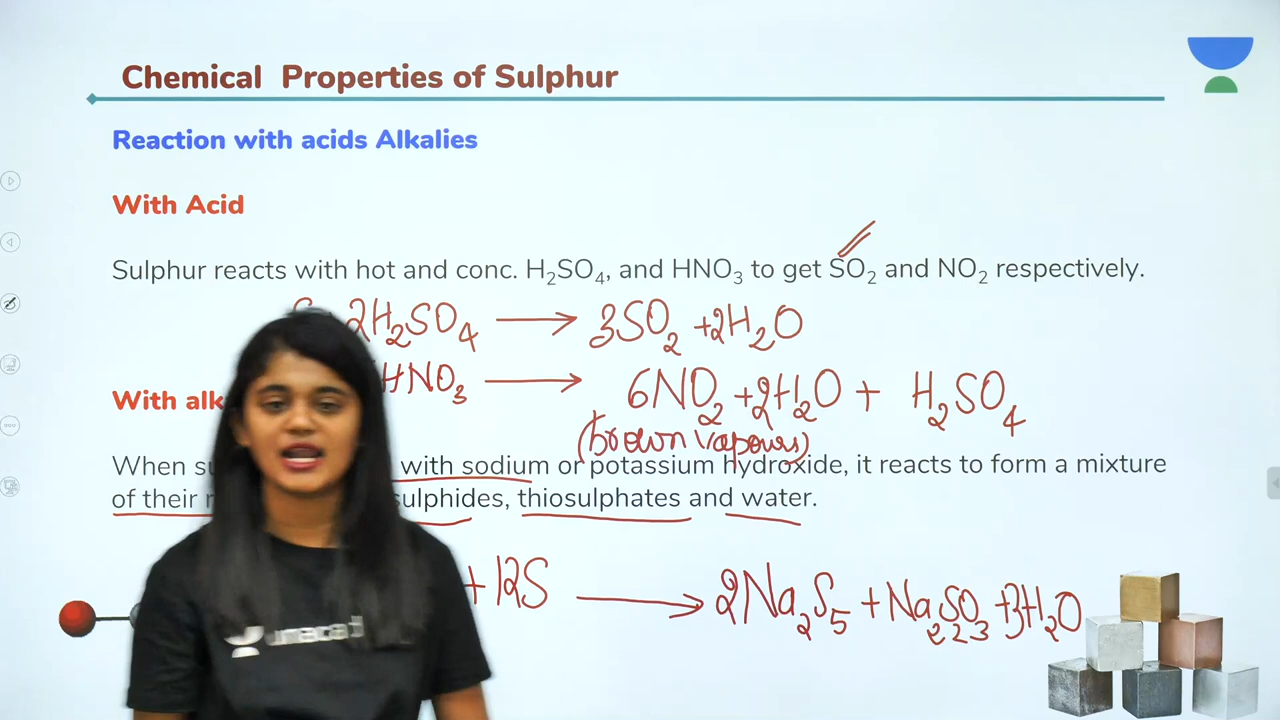 Chemical Properties of Sulphur
Reaction with acids Alkalies
With Acid
Sulphur reacts with hot and conc. H₂SO₄, and HNO₃ to get SO₂ and NO₂ respectively.
2H₂SO₄ → 3SO₂ + 2H₂O
HNO₃ → 6NO₂ + 2H₂O + H₂SO₄
(brown vapours)
With
When with sodium or potassium hydroxide, it reacts to form a mixture
of their sulphides, thiosulphates and water.
+ 12S → 2Na₂S₅ + Na₂S₂O₃ + 3H₂O
unacad